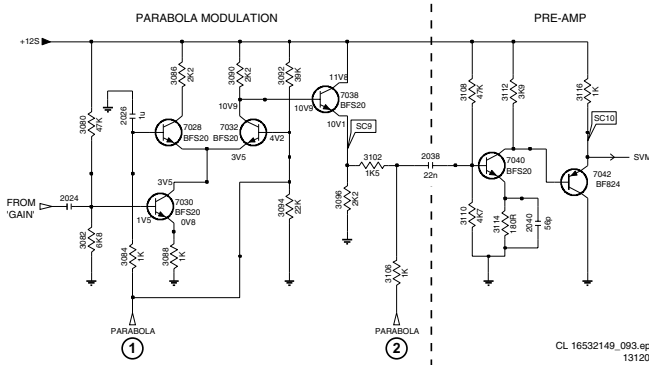 PARABOLA MODULATION
PRE-AMP
+12S
3080
47K
2026
1u
3086
2K2
3090
2K2
3092
39K
11V8
7038
BFS20
10V9
10V9
10V1
SC9
7028
BFS20
7032
BFS20
4V2
3V5
3108
47K
3112
3K9
3116
1K
SC10
SVM
7042
BF824
3102
1K5
2038
22n
7040
BFS20
FROM
'GAIN'
2024
3V5
7030
BFS20
1V5
0V8
3082
6K8
3084
1K
3088
1K
3094
22K
3096
2K2
3106
1K
3110
4K7
3114
180R
2040
56p
PARABOLA
1
PARABOLA
2
CL 16532149_093.ep
13120